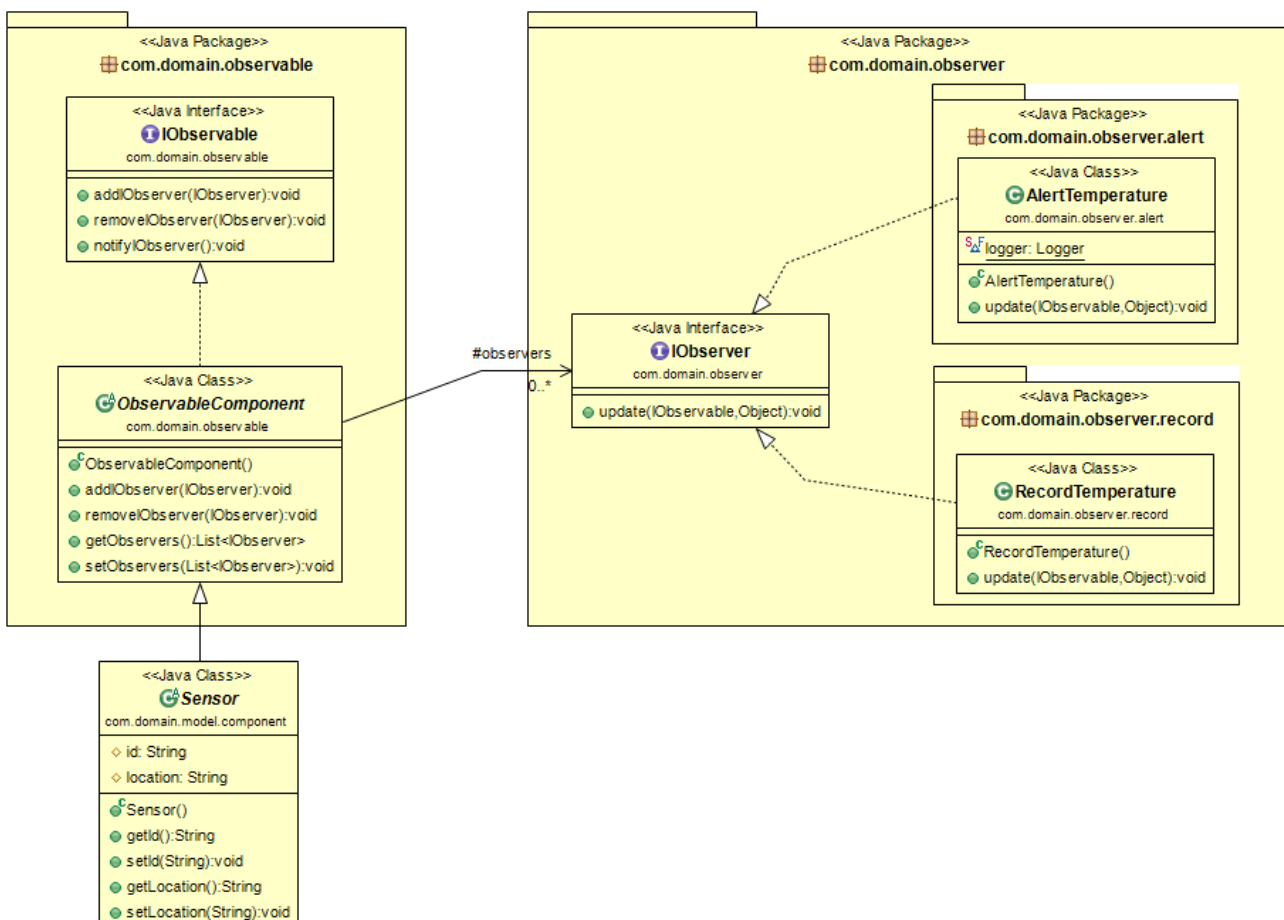 <<Java Package>>
com.domain.observable
<<Java Interface>>
IObservable
com.domain.observable
addIObserver(IObserver):void
removeIObserver(IObserver):void
notifyIObserver():void
<<Java Class>>
ObservableComponent
com.domain.observable
ObservableComponent()
addIObserver(IObserver):void
removeIObserver(IObserver):void
getObservers():List<IObserver>
setObservers(List<IObserver>):void
<<Java Class>>
Sensor
com.domain.model.component
id: String
location: String
Sensor()
getId():String
setId(String):void
getLocation():String
setLocation(String):void
#observers
0..*
<<Java Package>>
com.domain.observer
<<Java Interface>>
IObserver
com.domain.observer
update(IObservable,Object):void
<<Java Package>>
com.domain.observer.alert
<<Java Class>>
AlertTemperature
com.domain.observer.alert
logger: Logger
AlertTemperature()
update(IObservable,Object):void
<<Java Package>>
com.domain.observer.record
<<Java Class>>
RecordTemperature
com.domain.observer.record
RecordTemperature()
update(IObservable,Object):void